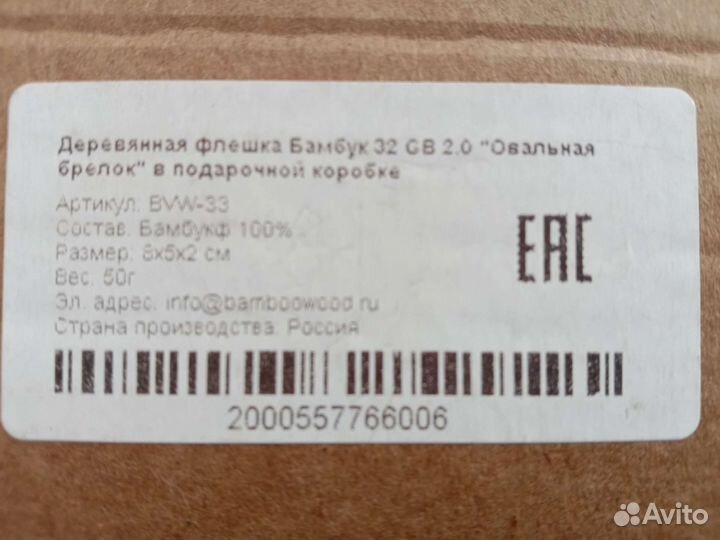 Деревянная флешка Бамбук 32 GB 2.0 "Овальная
брелок" в подарочной коробке
Артикул: BVW-33
Состав: Бамбукф 100%
Размер: 8x5x2 см
Вес: 50г
Эл. адрес: info@bamboowood.ru
Страна производства: Россия
EAC
2000557766006
Avito